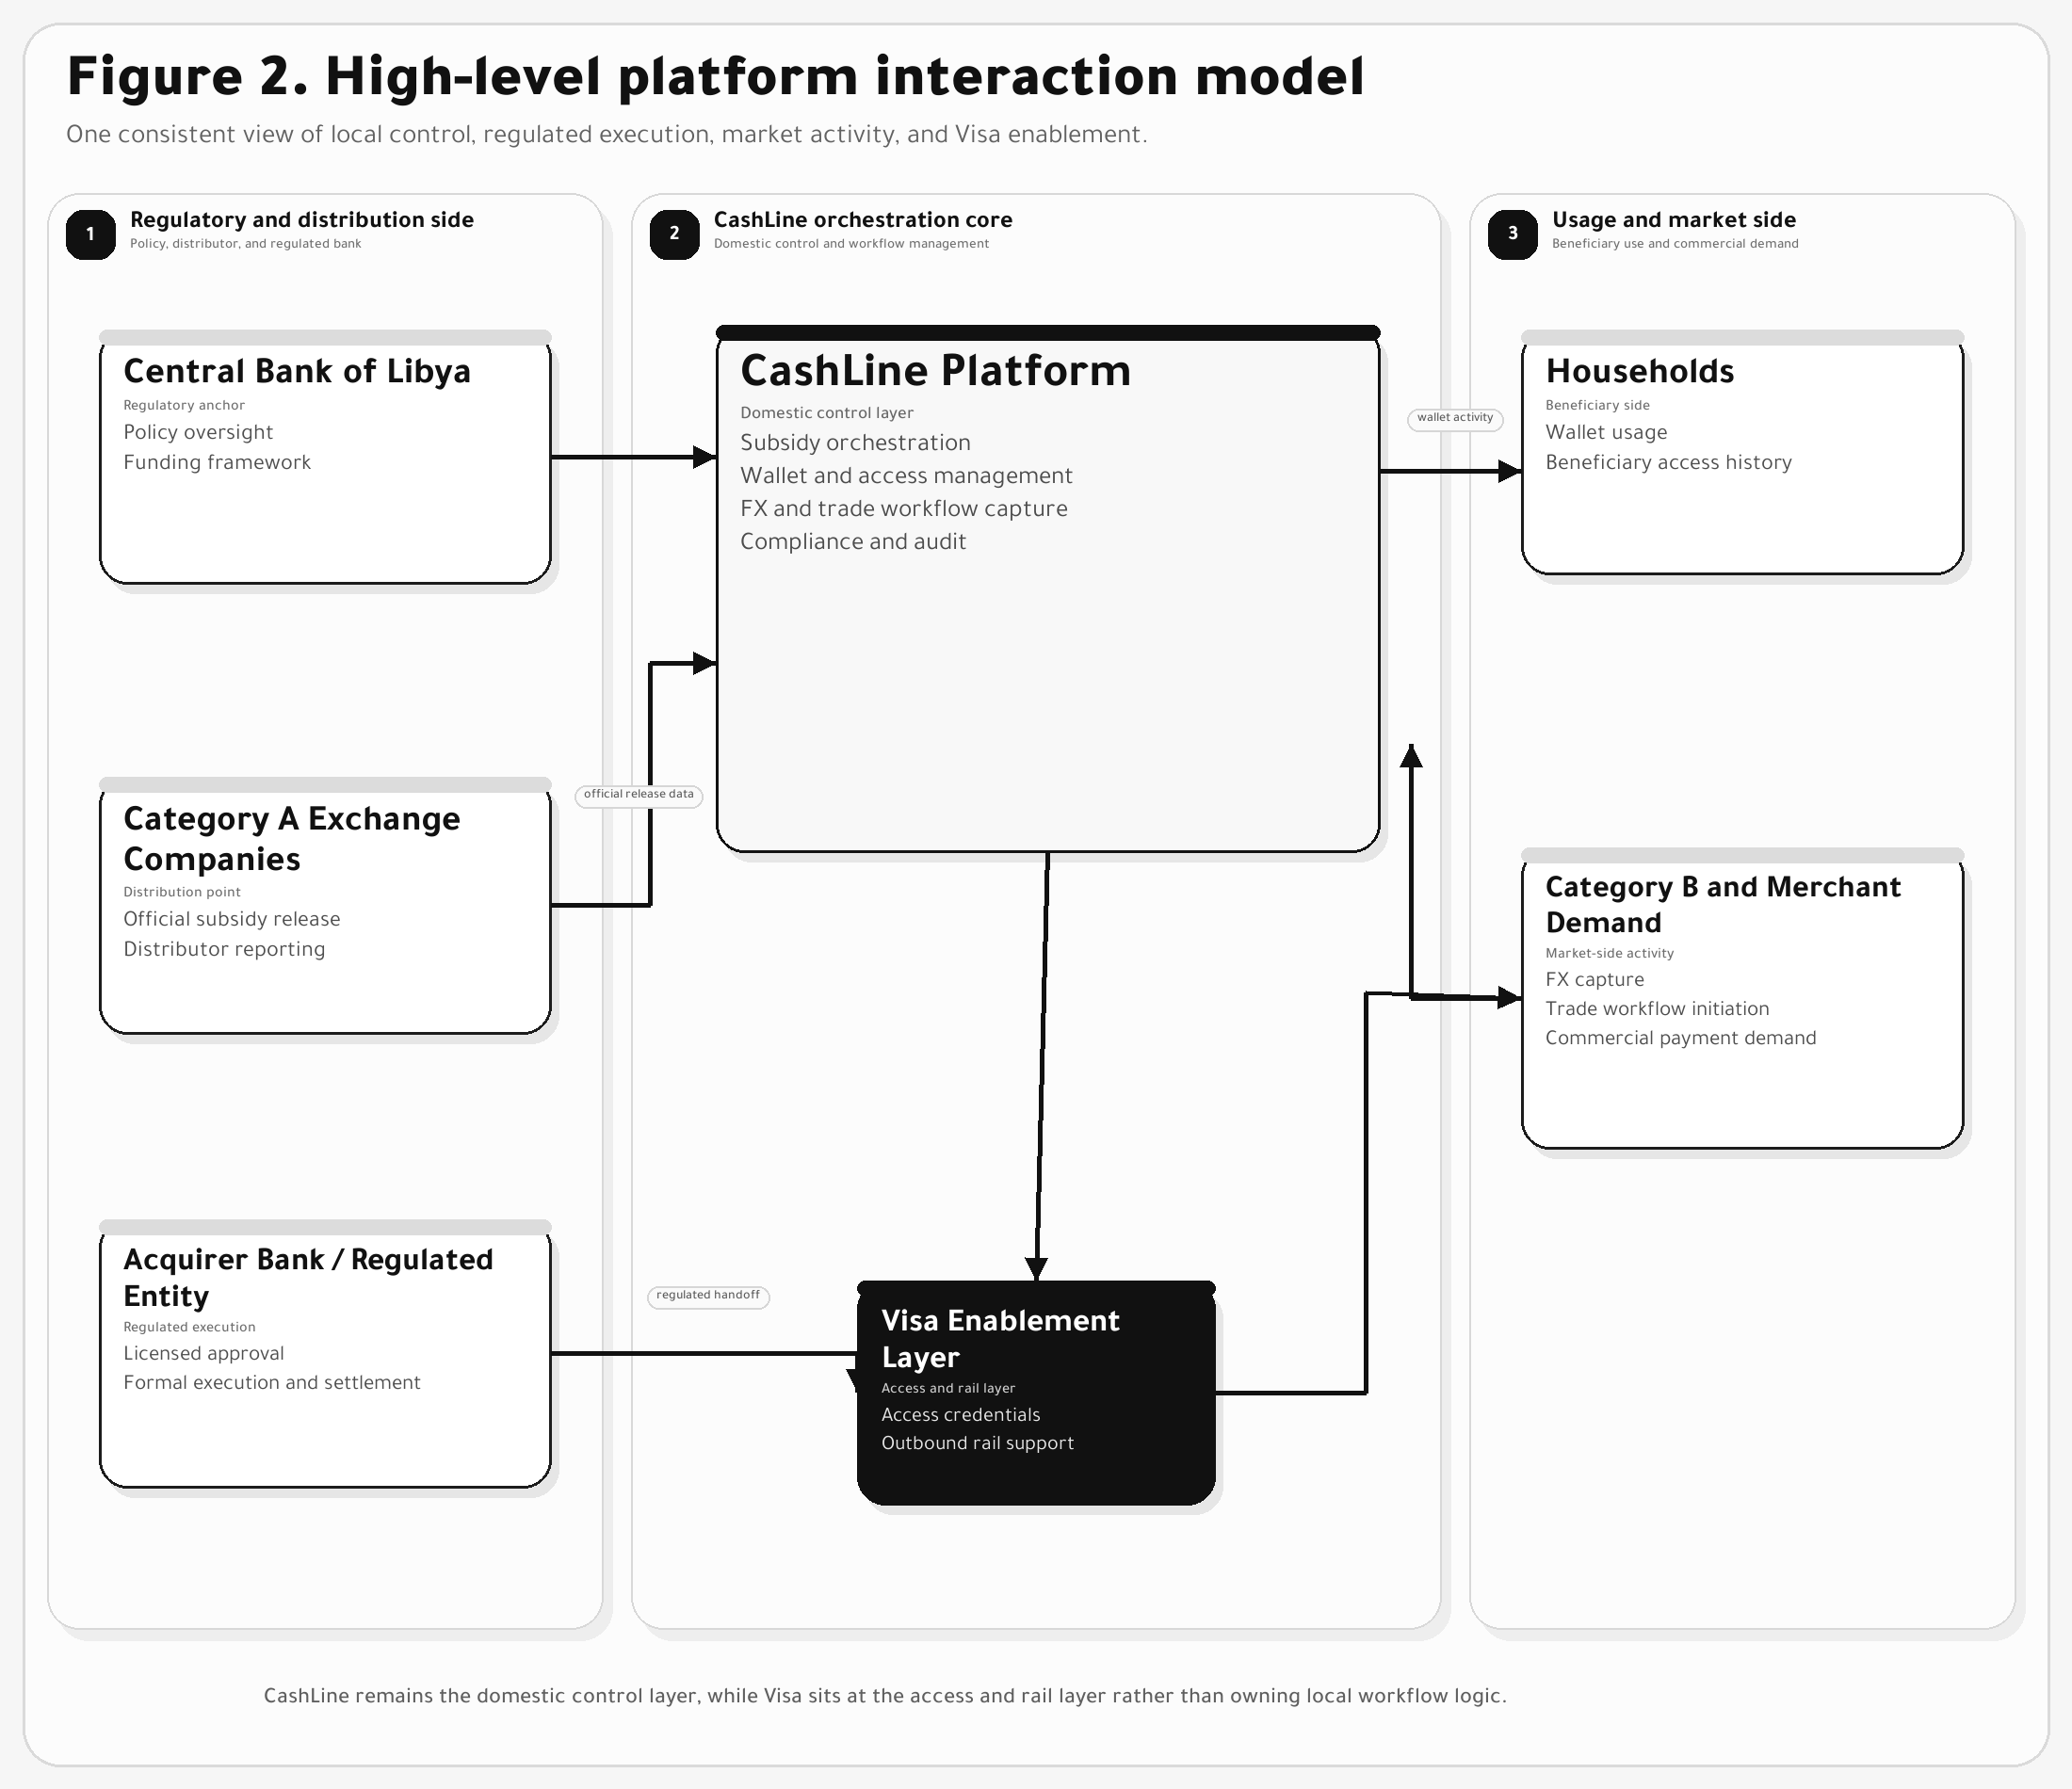 Figure 2. High-level platform interaction model
One consistent view of local control, regulated execution, market activity, and Visa enablement.
1
Regulatory and distribution side
Policy, distributor, and regulated bank
Central Bank of Libya
Regulatory anchor
Policy oversight
Funding framework
official release data
Category A Exchange
Companies
Distribution point
Official subsidy release
Distributor reporting
Acquirer Bank / Regulated
Entity
Regulated execution
Licensed approval
Formal execution and settlement
regulated handoff
2
CashLine orchestration core
Domestic control and workflow management
CashLine Platform
Domestic control layer
Subsidy orchestration
Wallet and access management
FX and trade workflow capture
Compliance and audit
Visa Enablement
Layer
Access and rail layer
Access credentials
Outbound rail support
wallet activity
3
Usage and market side
Beneficiary use and commercial demand
Households
Beneficiary side
Wallet usage
Beneficiary access history
Category B and Merchant
Demand
Market-side activity
FX capture
Trade workflow initiation
Commercial payment demand
CashLine remains the domestic control layer, while Visa sits at the access and rail layer rather than owning local workflow logic.